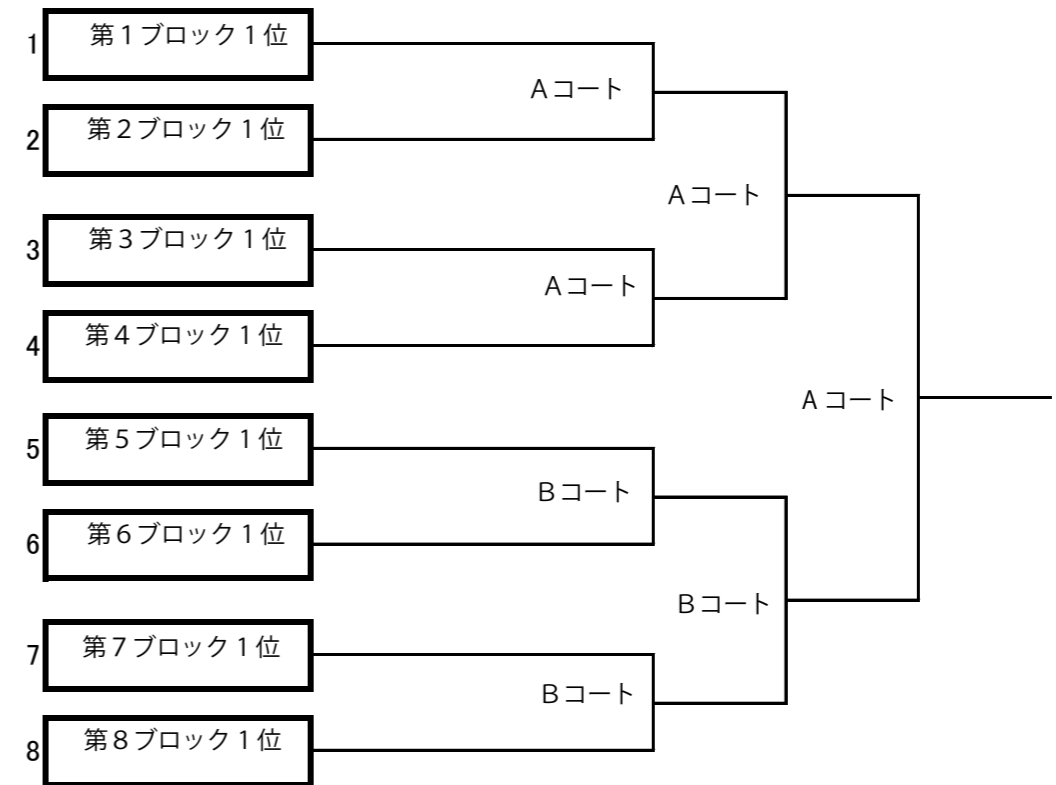 1 第１ブロック１位
Ａコート
2 第２ブロック１位
Ａコート
3 第３ブロック１位
Ａコート
4 第４ブロック１位
Ａコート
5 第５ブロック１位
Ｂコート
6 第６ブロック１位
Ｂコート
7 第７ブロック１位
Ｂコート
8 第８ブロック１位